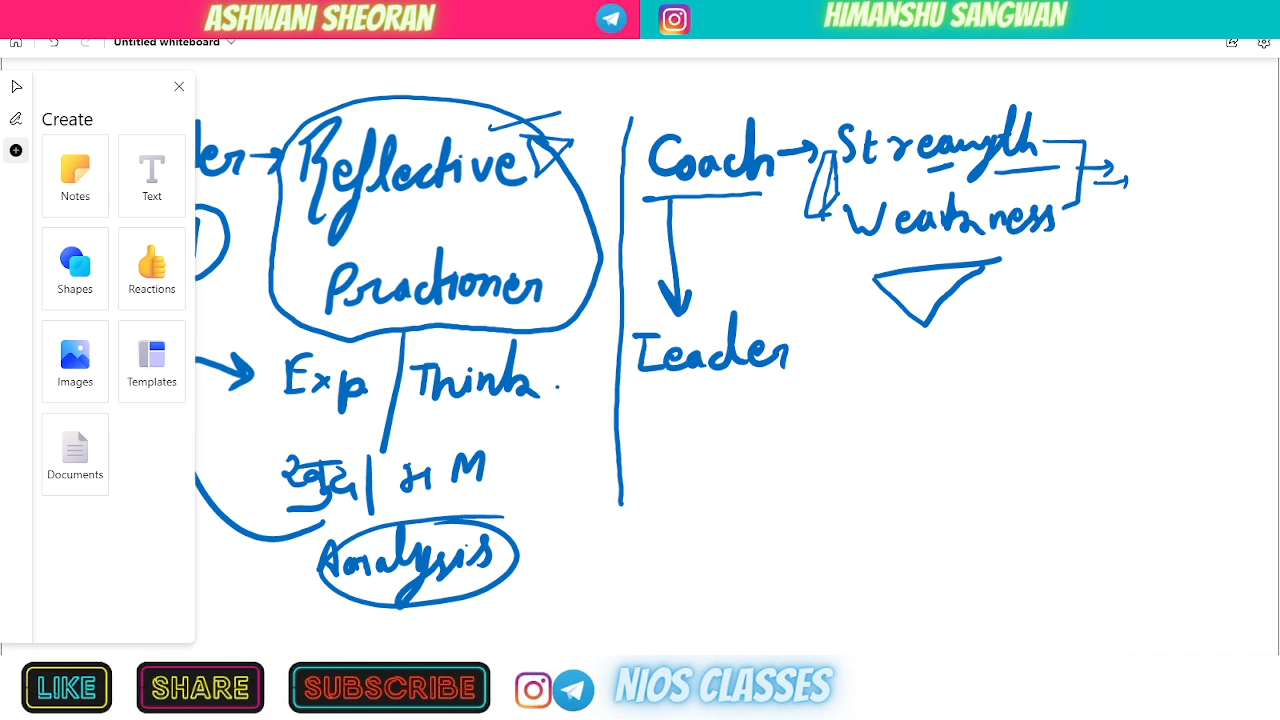 ASHWANI SHEORAN
HIMANSHU SANGWAN
Untitled whiteboard
Create
Notes
Text
Shapes
Reactions
Images
Templates
Documents
Reflective
Practioner
Exp Think
M
Analysis
Coach → Streangth
Weakness
Leader
LIKE
SHARE
SUBSCRIBE
NIOS CLASSES